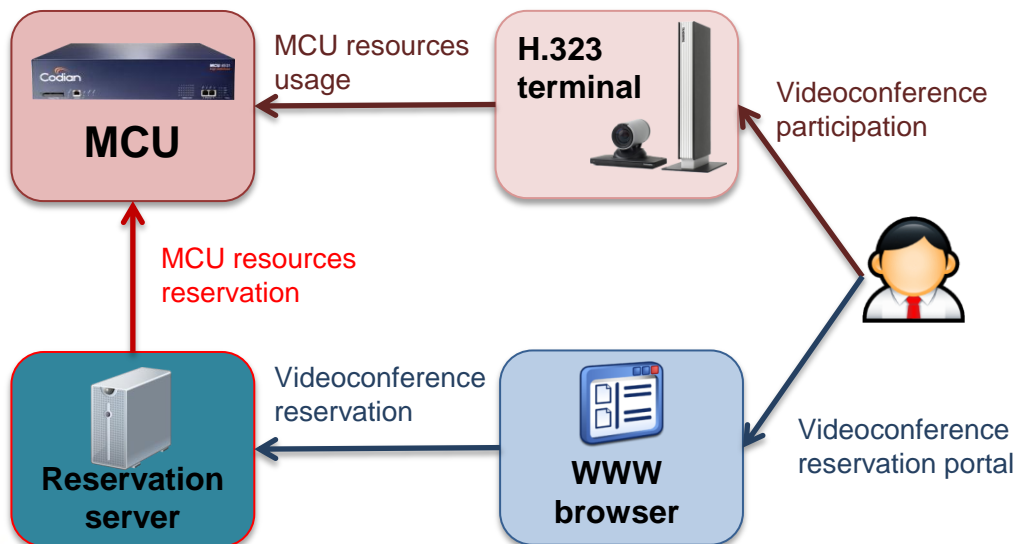 MCU resources
usage
H.323
terminal
Videoconference
participation
Codian
MCU
MCU resources
reservation
Videoconference
reservation
Videoconference
reservation portal
Reservation
server
WWW
browser